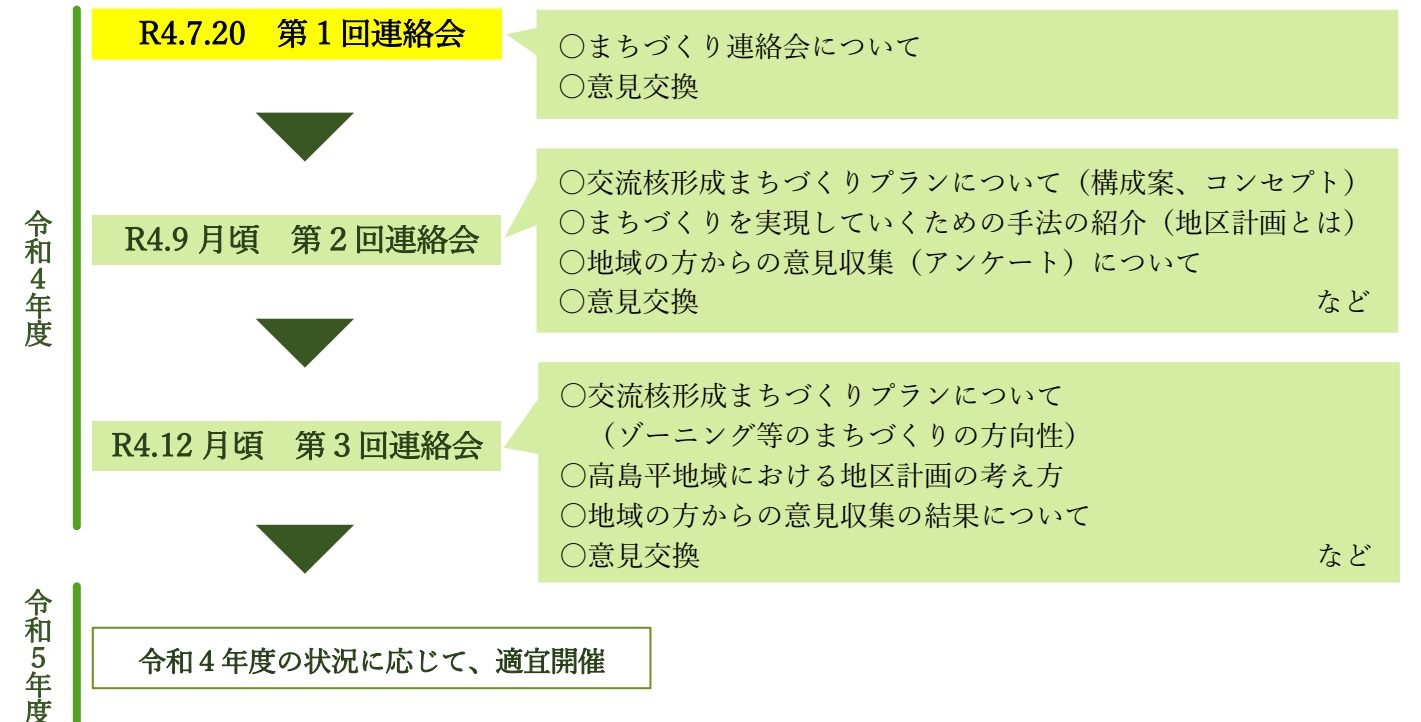 令和４年度
R4.7.20　第１回連絡会
○まちづくり連絡会について
○意見交換
R4.9 月頃　第２回連絡会
○交流核形成まちづくりプランについて（構成案、コンセプト）
○まちづくりを実現していくための手法の紹介（地区計画とは）
○地域の方からの意見収集（アンケート）について
○意見交換　など
R4.12 月頃　第３回連絡会
○交流核形成まちづくりプランについて
（ゾーニング等のまちづくりの方向性）
○高島平地域における地区計画の考え方
○地域の方からの意見収集の結果について
○意見交換　など
令和５年度
令和４年度の状況に応じて、適宜開催